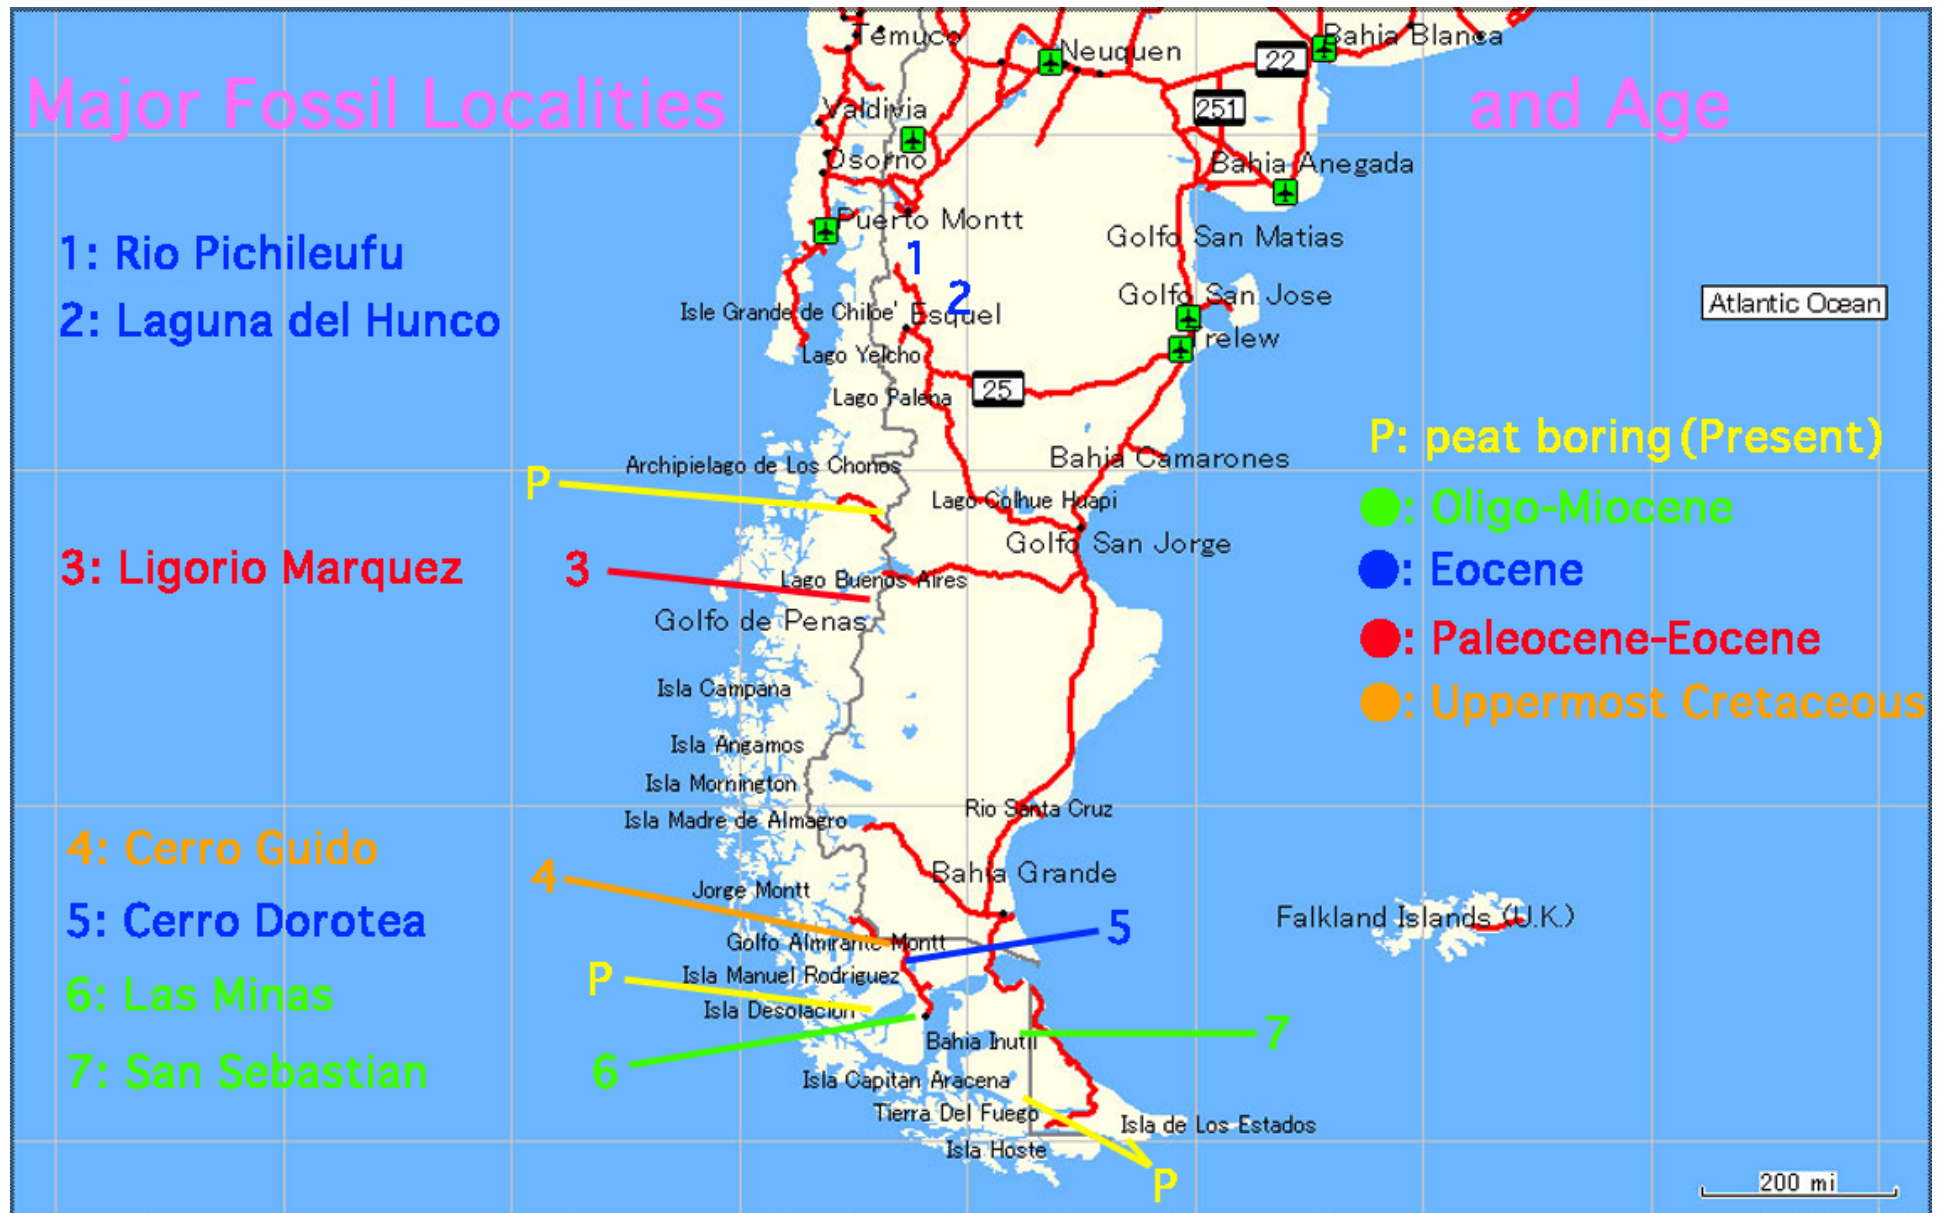 Major Fossil Localities and Age
Temuco
Neuquen
22
Bahia Blanca
251
Valdivia
Osorno
Bahia Anegada
Puerto Montt
Golfo San Matias
1: Rio Pichileufu
1
2: Laguna del Hunco
2
Golfo San Jose
Atlantic Ocean
Isle Grande de Chiloe'
Esquel
Trelew
Lago Yelcho
25
Lago Palena
P: peat boring (Present)
Archipielago de Los Chonos
Bahia Camarones
P
Lago Colhue Huapi
: Oligo-Miocene
Golfo San Jorge
3: Ligorio Marquez
3
Lago Buenos Aires
: Eocene
Golfo de Penas
: Paleocene-Eocene
Isla Campana
: Uppermost Cretaceous
Isla Angamos
Isla Mornington
Rio Santa Cruz
Isla Madre de Almagro
4: Cerro Guido
4
Bahia Grande
Jorge Montt
5: Cerro Dorotea
5
Falkland Islands (U.K.)
Golfo Almirante Montt
P
Isla Manuel Rodriguez
6: Las Minas
Isla Desolacion
7
Bahia Inutil
7: San Sebastian
6
Isla Capitan Aracena
Tierra Del Fuego
Isla de Los Estados
Isla Hoste
P
200 mi